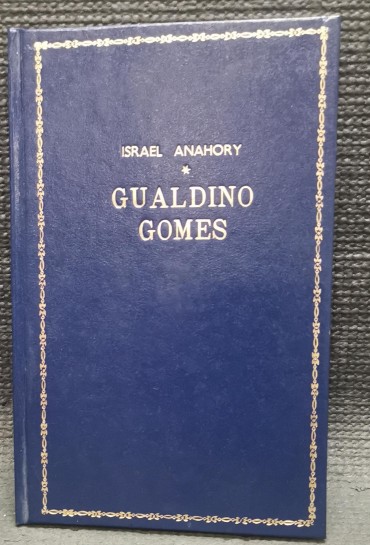 ISRAEL ANAHORY
*
GUALDINO
GOMES